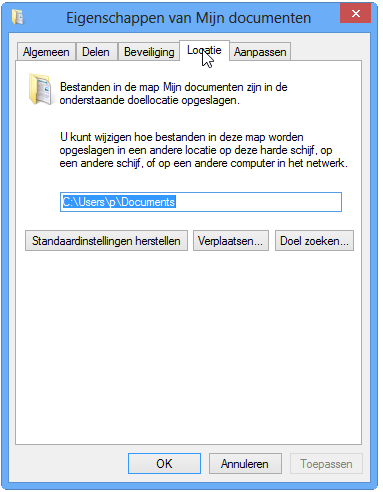 Eigenschappen van Mijn documenten
Algemeen Delen Beveiliging Locatie Aanpassen
Bestanden in de map Mijn documenten zijn in de
onderstaande doellocatie opgeslagen.
U kunt wijzigen hoe bestanden in deze map worden
opgeslagen in een andere locatie op deze harde schijf, op
een andere schijf, of op een andere computer in het netwerk.
C:\Users\p\Documents
Standaardinstellingen herstellen Verplaatsen... Doel zoeken...
OK Annuleren Toepassen